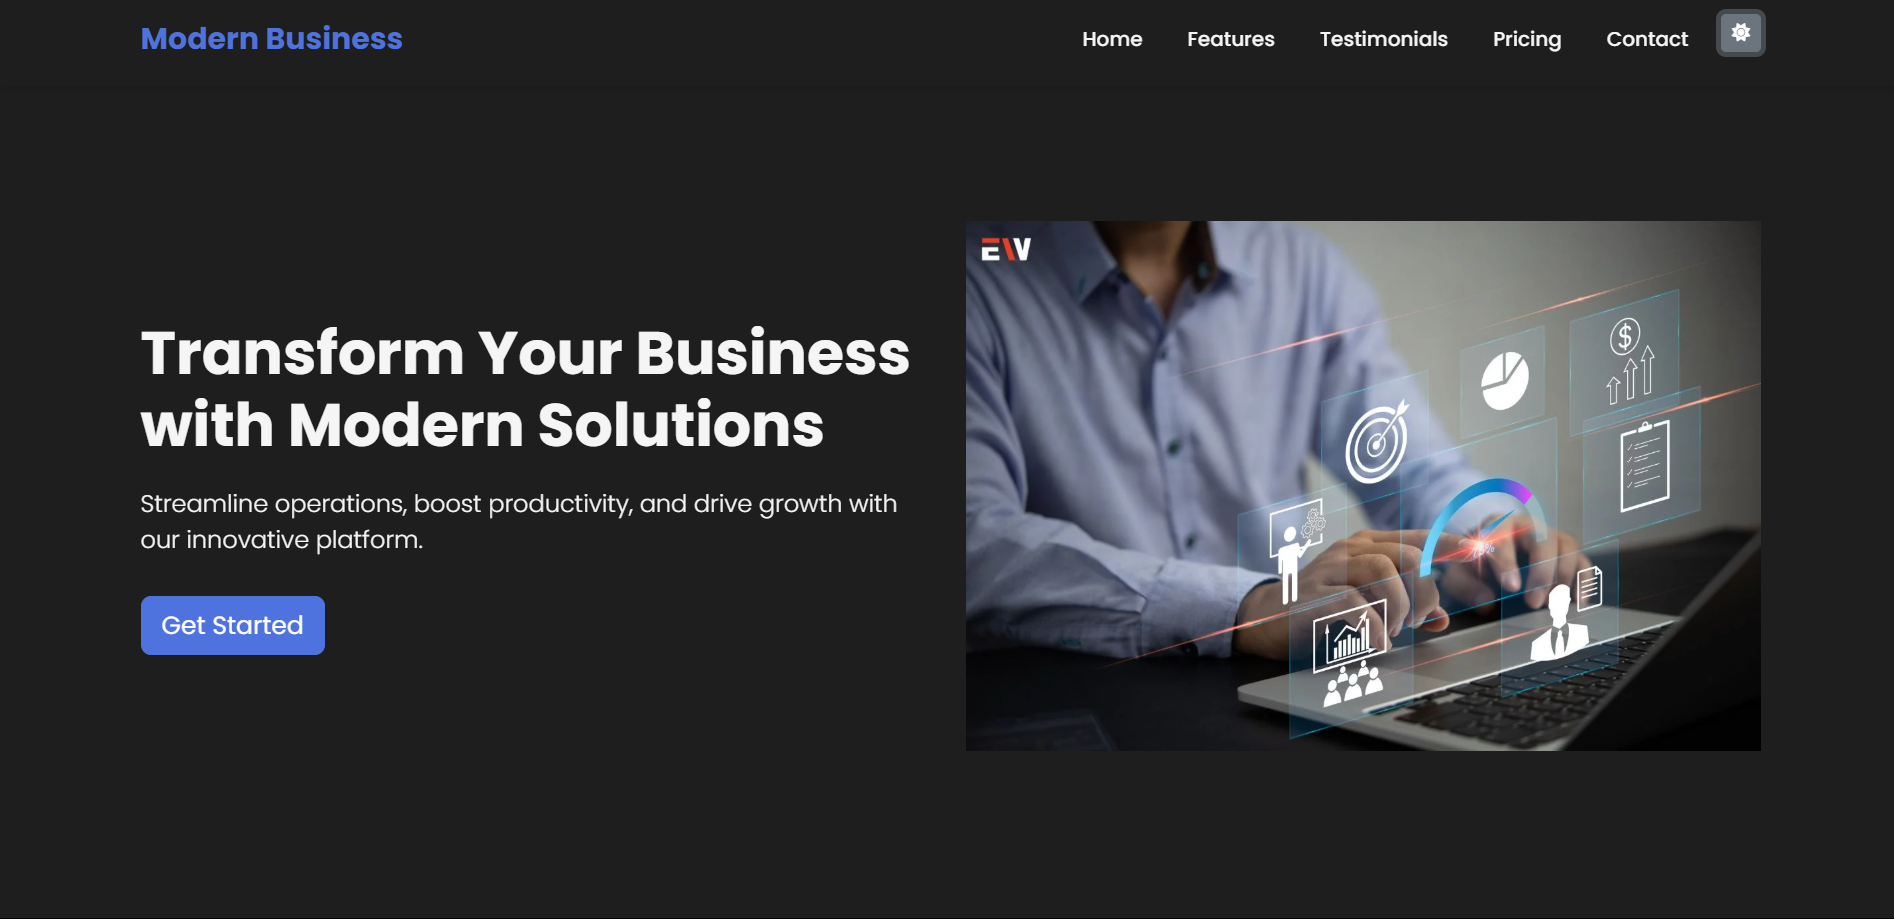 Modern Business
Home Features Testimonials Pricing Contact
EW
Transform Your Business
with Modern Solutions
Streamline operations, boost productivity, and drive growth with
our innovative platform.
Get Started
$